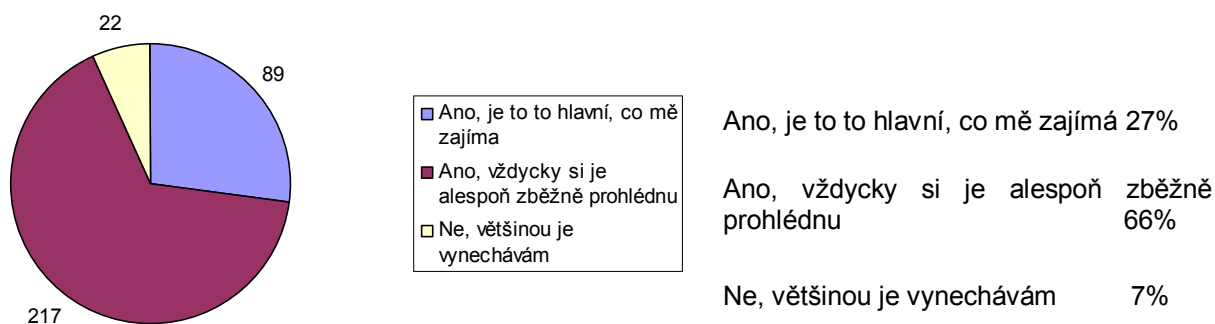 22
89
217
Ano, je to to hlavní, co mě
zajíma
Ano, vždycky si je
alespoň zběžně prohlédnu
Ne, většinou je
vynechávám
Ano, je to to hlavní, co mě zajímá 27%
Ano, vždycky si je alespoň zběžně
prohlédnu 66%
Ne, většinou je vynechávám 7%